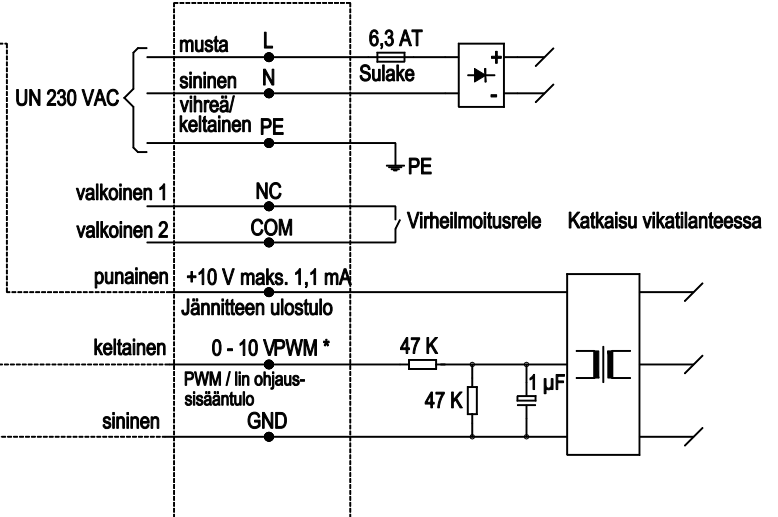 musta L
6,3 AT
Sulake
sininen N
UN 230 VAC
vihreä/
keltainen PE
PE
valkoinen 1 NC
valkoinen 2 COM
Virheilmoitusrele Katkaisu vikatilanteessa
punainen +10 V maks. 1,1 mA
Jännitteen ulostulo
keltainen 0 - 10 VPWM *
47 K
PWM / lin ohjaus-
sisääntulo
47 K
1 µF
sininen GND
+
-